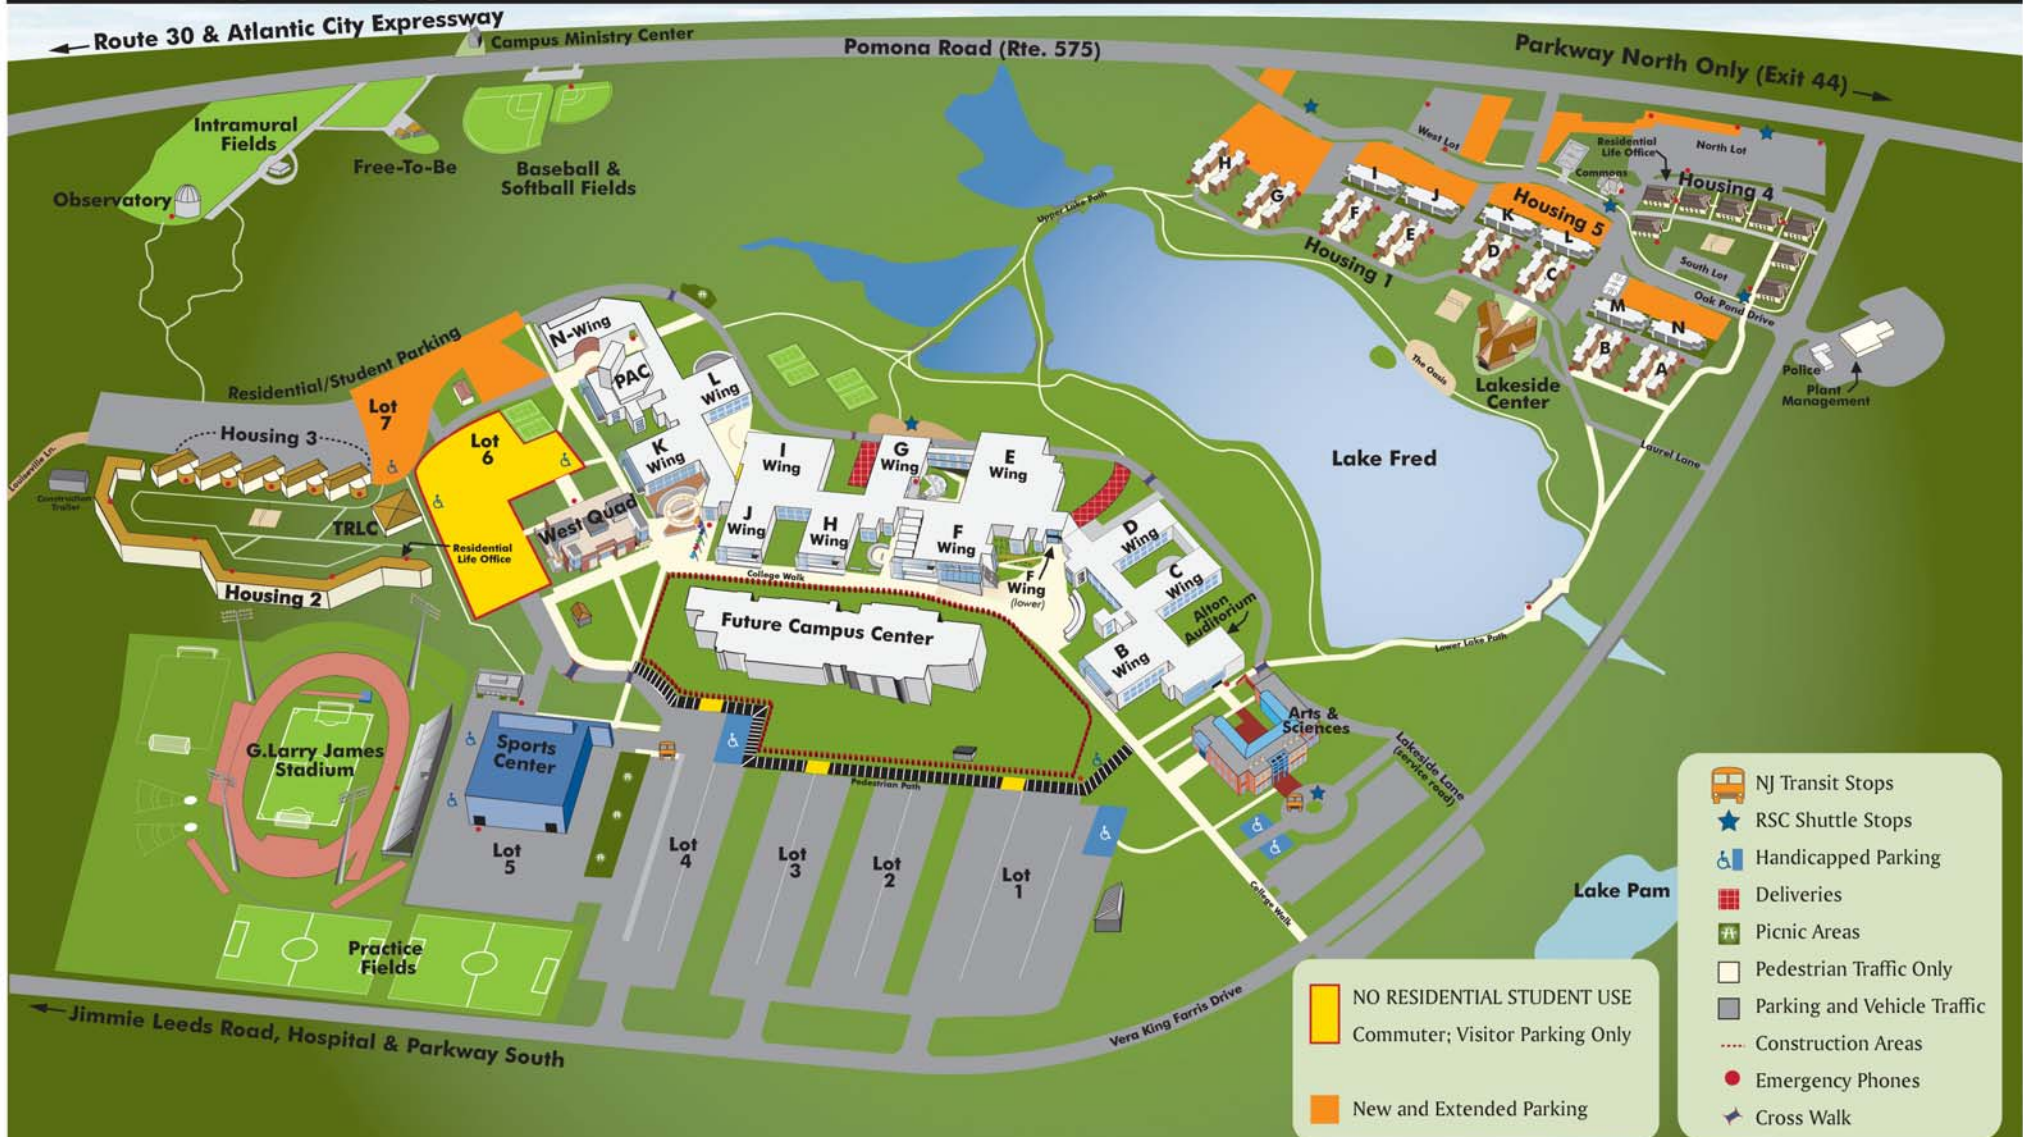 Route 30 & Atlantic City Expressway
Campus Ministry Center
Pomona Road (Rte. 575)
Parkway North Only (Exit 44)
Intramural
Fields
Free-To-Be
Baseball &
Softball Fields
Observatory
Upper Lake Path
West Lot
Residential
Life Office
North Lot
Commons
Housing 4
Housing 5
H
G
I
J
F
E
K
L
D
C
Housing 1
South Lot
Oak Pond Drive
M
N
B
A
Police
Plant
Management
The Oasis
Lakeside
Center
Laurel Lane
Lake Fred
Residential/Student Parking
N-Wing
PAC
L
Wing
Lot
7
Housing 3
Lot
6
K
Wing
I
Wing
G
Wing
E
Wing
Louisville Ln.
Construction
Trailer
TRLC
West Quad
J
Wing
H
Wing
F
Wing
D
Wing
C
Wing
Residential
Life Office
College Walk
F
Wing
(lower)
Alton
Auditorium
Housing 2
Future Campus Center
B
Wing
Lower Lake Path
Arts &
Sciences
G.Larry James
Stadium
Sports
Center
Lakeside Lane
(service road)
Pedestrian Path
Lot
5
Lot
4
Lot
3
Lot
2
Lot
1
College Walk
Lake Pam
Practice
Fields
Vera King Farris Drive
Jimmie Leeds Road, Hospital & Parkway South
NO RESIDENTIAL STUDENT USE
Commuter; Visitor Parking Only
New and Extended Parking
NJ Transit Stops
RSC Shuttle Stops
Handicapped Parking
Deliveries
Picnic Areas
Pedestrian Traffic Only
Parking and Vehicle Traffic
Construction Areas
Emergency Phones
Cross Walk